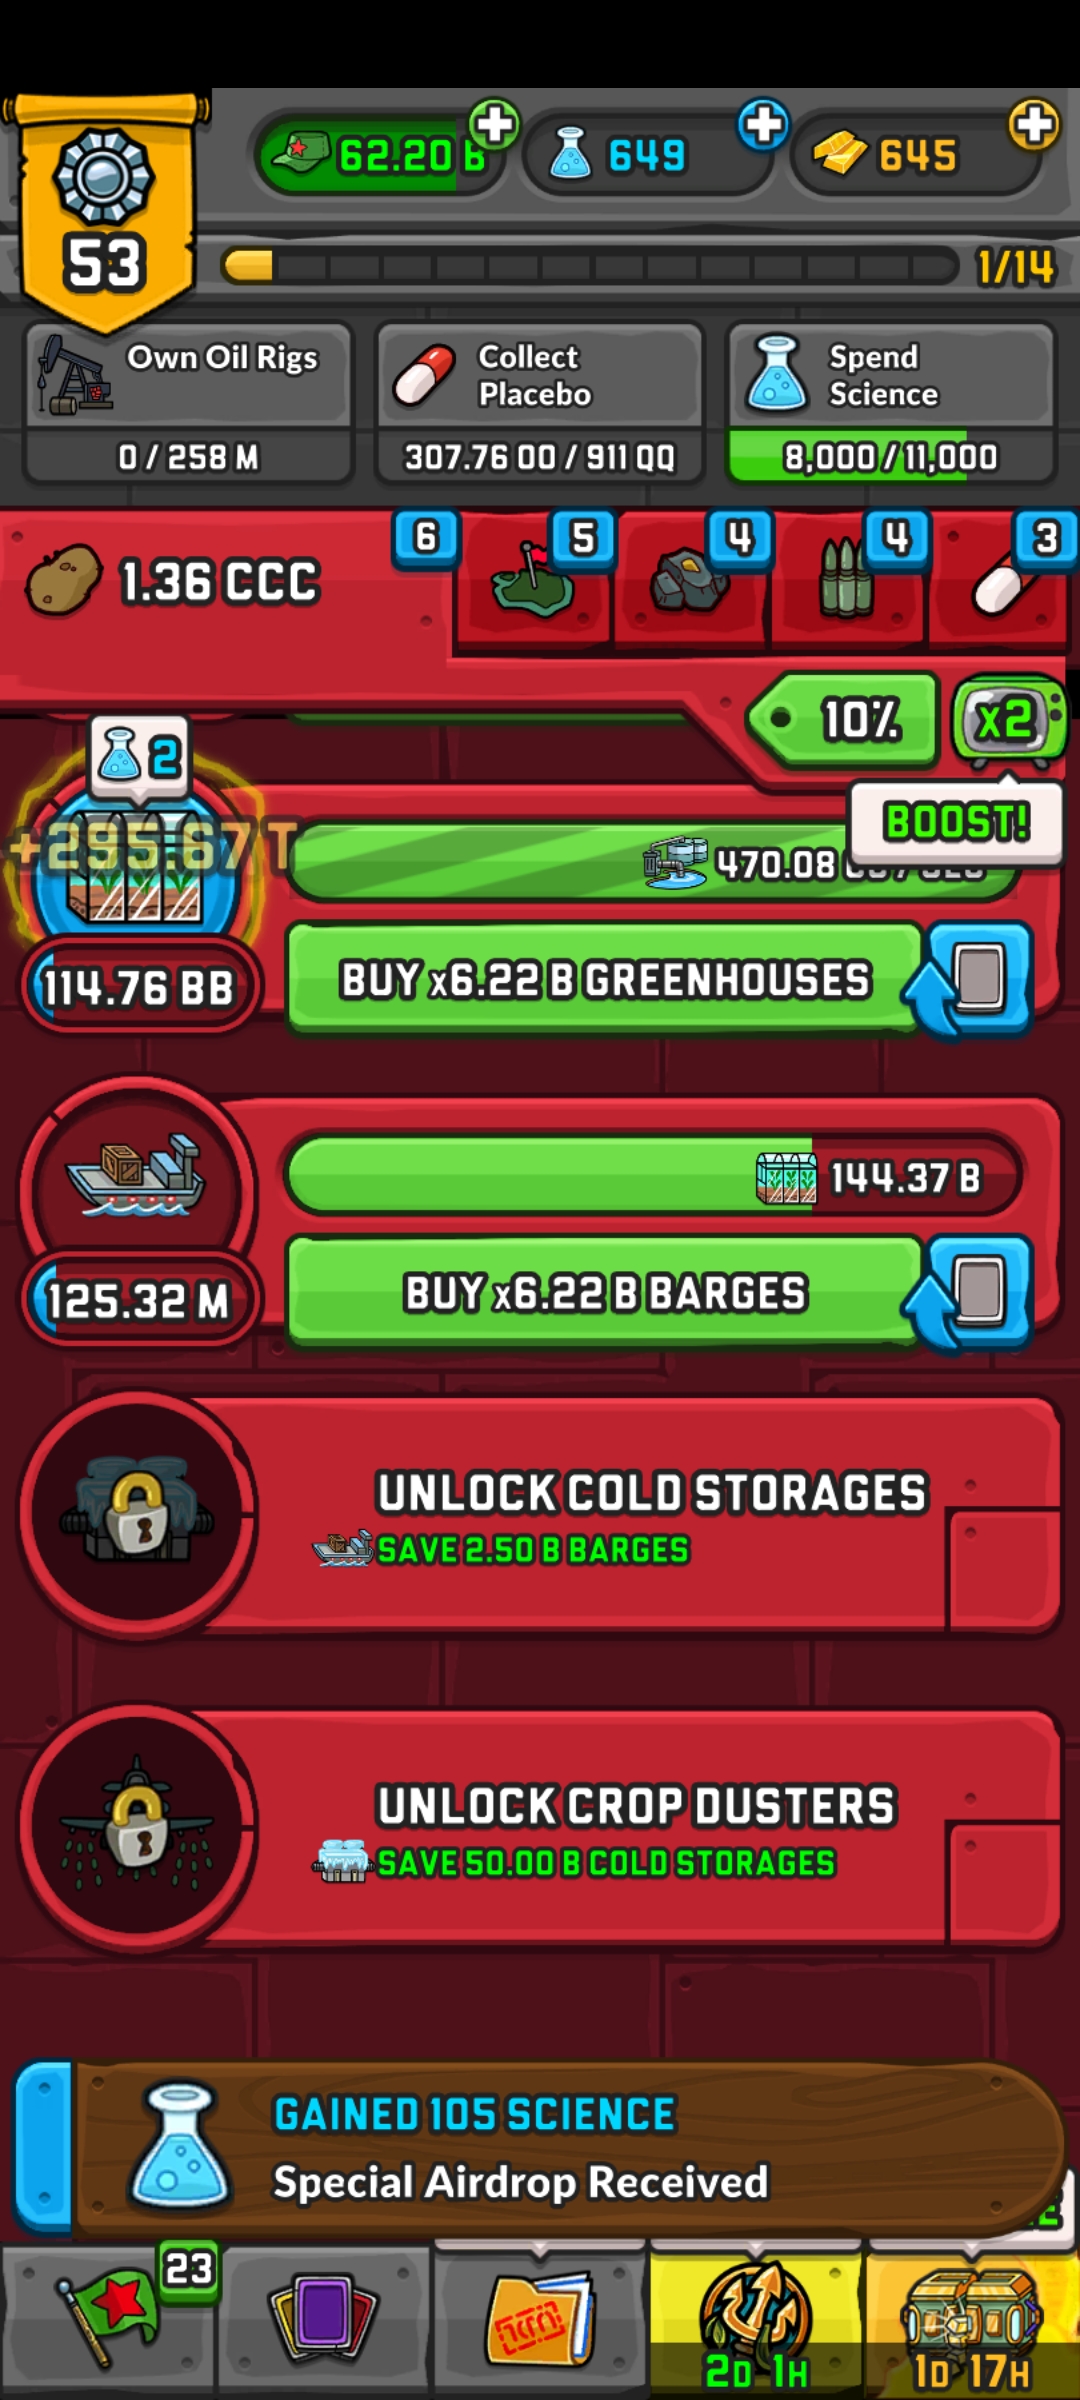 62.20 B
649
645
53
1/14
Own Oil Rigs
0 / 258 M
Collect
Placebo
307.76 OO / 911 QQ
Spend
Science
8,000 / 11,000
1.36 CCC
6
5
4
4
3
10%
x2
BOOST!
2
+295.67 T
470.08
114.76 BB
BUY x6.22 B GREENHOUSES
144.37 B
125.32 M
BUY x6.22 B BARGES
UNLOCK COLD STORAGES
SAVE 2.50 B BARGES
UNLOCK CROP DUSTERS
SAVE 50.00 B COLD STORAGES
GAINED 105 SCIENCE
Special Airdrop Received
23
2D 1H
1D 17H